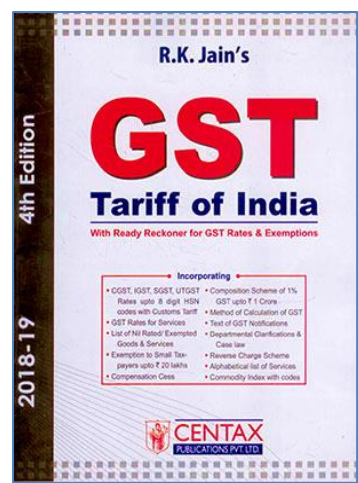 R.K. Jain's
GST
Tariff of India
With Ready Reckoner for GST Rates & Exemptions
2018-19 4th Edition
Incorporating
• CGST, IGST, SGST, UTGST
Rates upto 8 digit HSN
codes with Customs Tariff
• GST Rates for Services
• List of Nil Rated/ Exempted
Goods & Services
• Exemption to Small Tax-
payers upto ₹ 20 lakhs
• Compensation Cess
• Composition Scheme of 1%
GST upto ₹ 1 Crore
• Method of Calculation of GST
• Text of GST Notifications
• Departmental Clarifications &
Case law
• Reverse Charge Scheme
• Alphabetical list of Services
• Commodity Index with codes
CENTAX
PUBLICATIONS PVT. LTD.